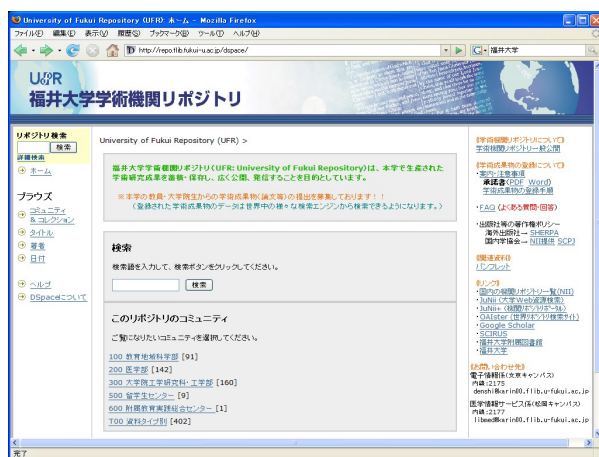 University of Fukui Repository (UFR): ホーム - Mozilla Firefox
ファイル(F) 編集(E) 表示(V) 履歴(S) ブックマーク(B) ツール(T) ヘルプ(H)
http://repo.flib.fukui-u.ac.jp/dspace/
福井大学
UFR
福井大学学術機関リポジトリ
リポジトリ検索
検索
詳細検索
ホーム
ブラウズ
コミュニティ
& コレクション
タイトル
著者
日付
ヘルプ
DSpaceについて
University of Fukui Repository (UFR) >
福井大学学術機関リポジトリ(UFR: University of Fukui Repository)は、本学で生産された
学術研究成果を蓄積・保存し、広く公開、発信することを目的としています。
※本学の教員・大学院生からの学術成果物(論文等)の提出を募集しております！！
(登録された学術成果物のデータは世界中の様々な検索エンジンから検索できるようになります。)
検索
検索語を入力して、検索ボタンをクリックしてください。
検索
このリポジトリのコミュニティ
ご覧になりたいコミュニティを選択してください。
100 教育地域科学部 [91]
200 医学部 [142]
300 大学院工学研究科・工学部 [160]
500 留学生センター [9]
600 附属教育実践総合センター [1]
T00 資料タイプ別 [402]
《学術機関リポジトリについて》
学術機関リポジトリ一般公開
《学術成果物の登録について》
・案内・注意事項
承諾書(PDF Word)
学術成果物の登録手順
・FAQ (よくある質問・回答)
・出版社等の著作権ポリシー
海外出版社→ SHERPA
国内学協会→ NII提供 SCPJ
《関連資料》
パンフレット
《リンク》
・国内の機関リポジトリ一覧(NII)
・JuNii (大学Web資源検索)
・JuNii+ (機関リポジトリポータル)
・OAIster (世界リポジトリ検索サイト)
・Google Scholar
・SCIRUS
・福井大学附属図書館
・福井大学
《お問い合わせ先》
電子情報係(文京キャンパス)
内線:2175
denshi@karin00.flib.u-fukui.ac.jp
医学情報サービス係(松岡キャンパス)
内線:2177
libmed@karin00.flib.u-fukui.ac.jp
完了